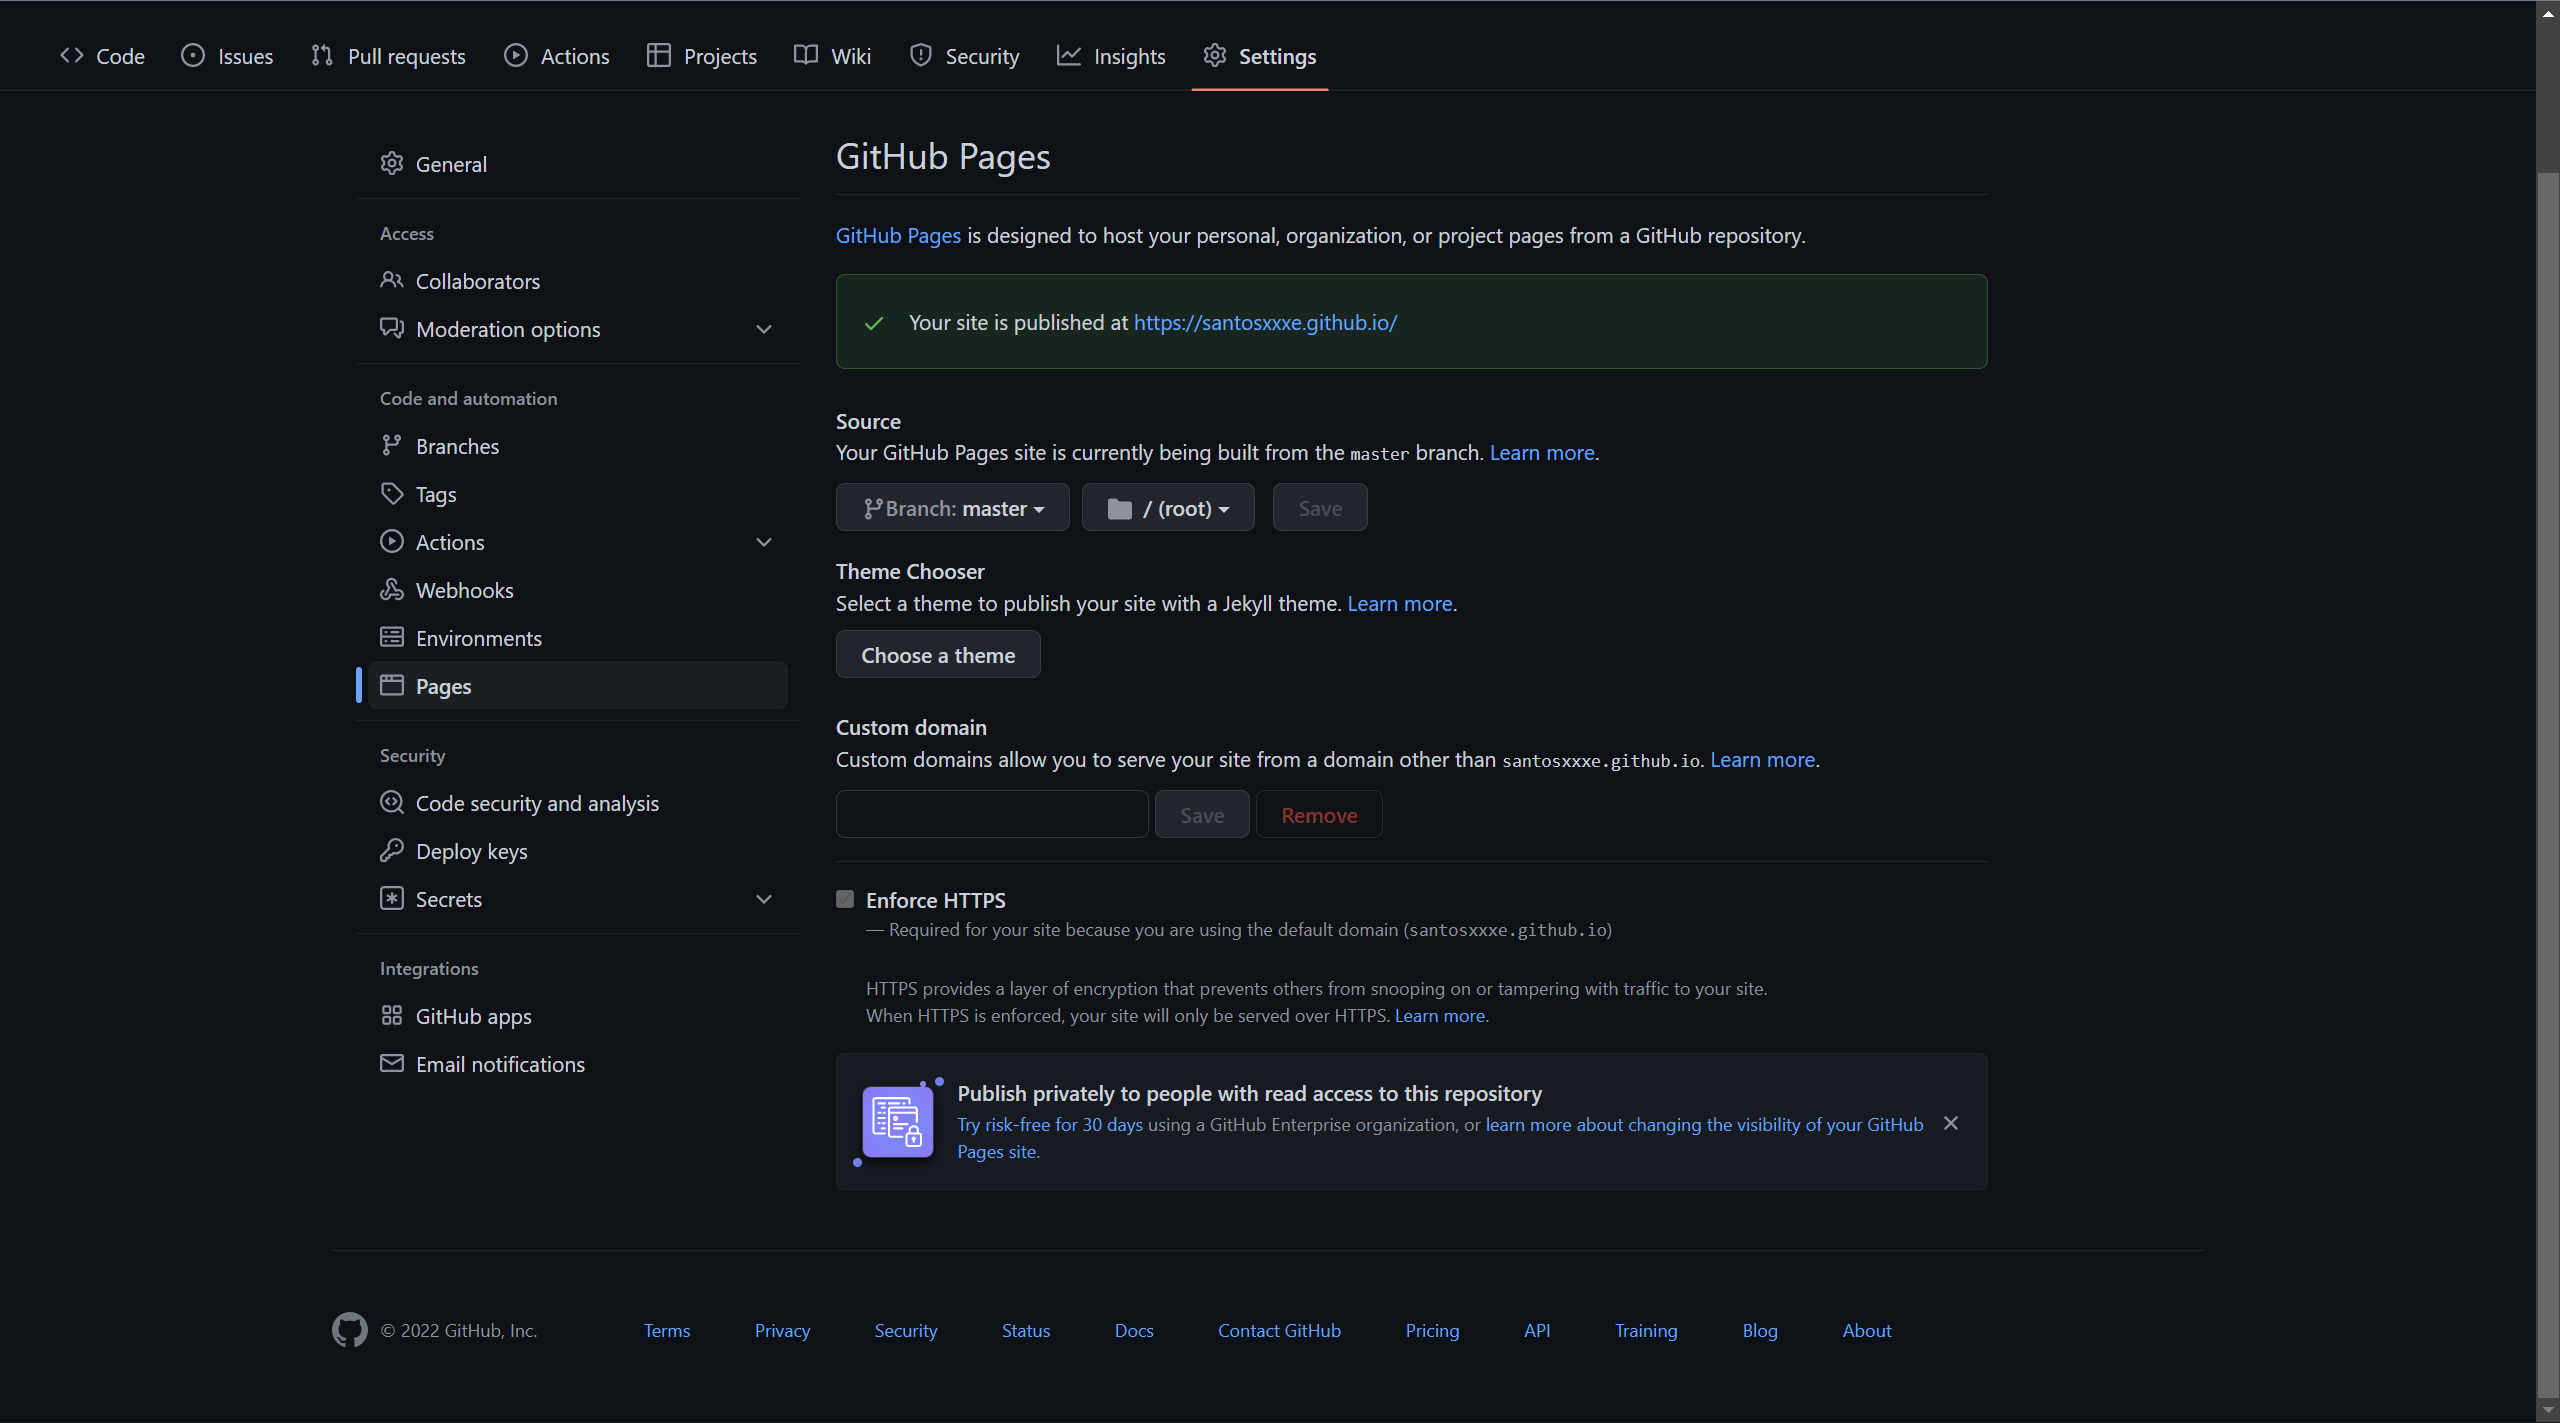 Code Issues Pull requests Actions Projects Wiki Security Insights Settings
General
Access
Collaborators
Moderation options
Code and automation
Branches
Tags
Actions
Webhooks
Environments
Pages
Security
Code security and analysis
Deploy keys
Secrets
Integrations
GitHub apps
Email notifications
GitHub Pages
GitHub Pages is designed to host your personal, organization, or project pages from a GitHub repository.
Your site is published at https://santosxxxe.github.io/
Source
Your GitHub Pages site is currently being built from the master branch. Learn more.
Branch: master / (root) Save
Theme Chooser
Select a theme to publish your site with a Jekyll theme. Learn more.
Choose a theme
Custom domain
Custom domains allow you to serve your site from a domain other than santosxxxe.github.io. Learn more.
Save Remove
Enforce HTTPS
— Required for your site because you are using the default domain (santosxxxe.github.io)
HTTPS provides a layer of encryption that prevents others from snooping on or tampering with traffic to your site.
When HTTPS is enforced, your site will only be served over HTTPS. Learn more.
Publish privately to people with read access to this repository
Try risk-free for 30 days using a GitHub Enterprise organization, or learn more about changing the visibility of your GitHub
Pages site.
© 2022 GitHub, Inc. Terms Privacy Security Status Docs Contact GitHub Pricing API Training Blog About